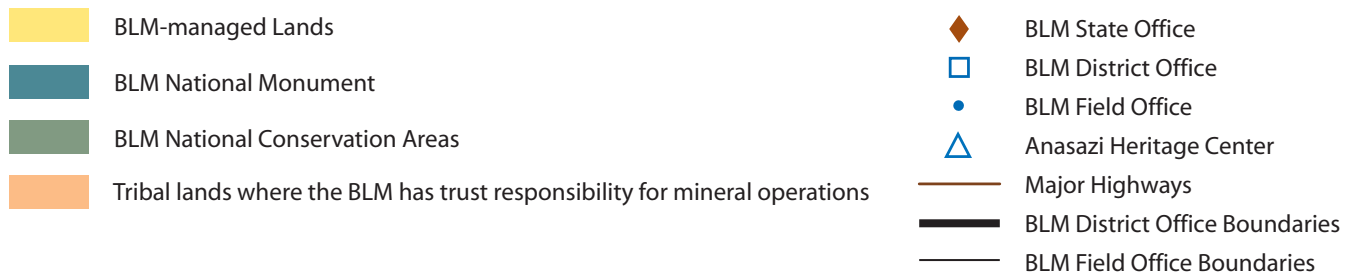 BLM-managed Lands
BLM National Monument
BLM National Conservation Areas
Tribal lands where the BLM has trust responsibility for mineral operations
BLM State Office
BLM District Office
BLM Field Office
Anasazi Heritage Center
Major Highways
BLM District Office Boundaries
BLM Field Office Boundaries